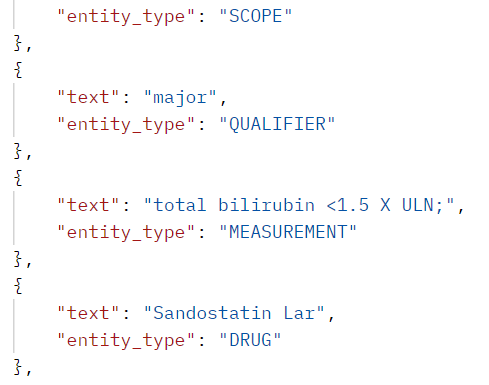 "entity_type": "SCOPE"
},
{
"text": "major",
"entity_type": "QUALIFIER"
},
{
"text": "total bilirubin <1.5 X ULN;",
"entity_type": "MEASUREMENT"
},
{
"text": "Sandostatin Lar",
"entity_type": "DRUG"
},